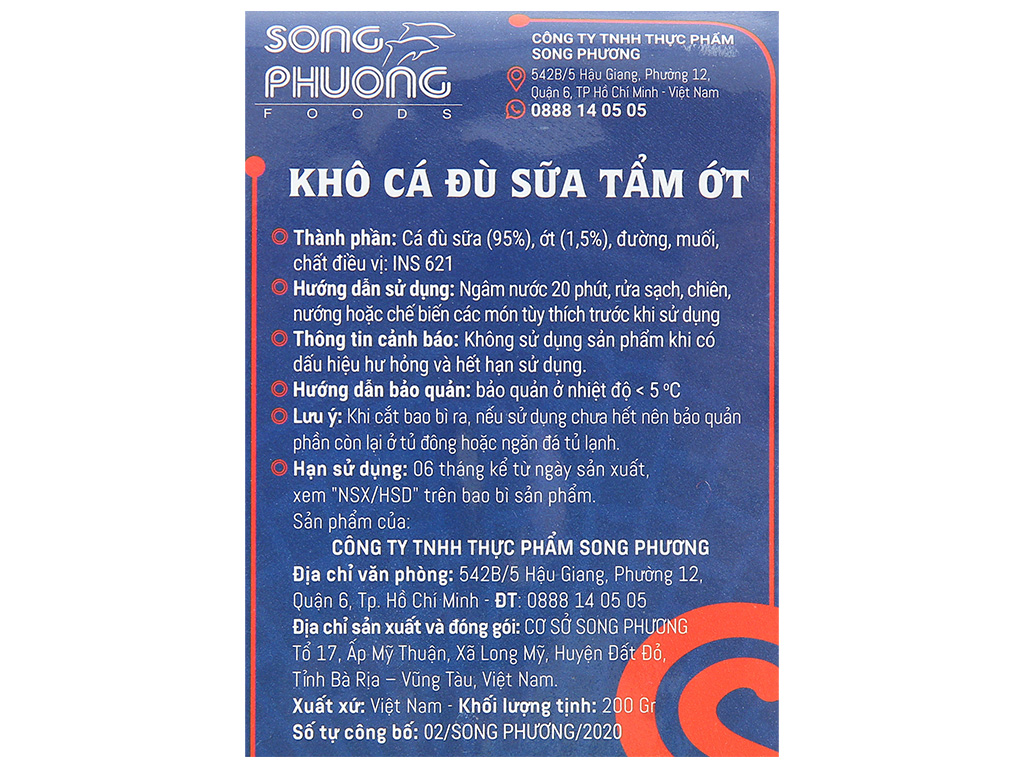 SONG
PHUONG
FOODS
CÔNG TY TNHH THỰC PHẨM
SONG PHƯƠNG
542B/5 Hậu Giang, Phường 12,
Quận 6, TP Hồ Chí Minh - Việt Nam
0888 14 05 05
KHÔ CÁ ĐÙ SỮA TẨM ỚT
Thành phần: Cá đù sữa (95%), ớt (1,5%), đường, muối,
chất điều vị: INS 621
Hướng dẫn sử dụng: Ngâm nước 20 phút, rửa sạch, chiên,
nướng hoặc chế biến các món tùy thích trước khi sử dụng
Thông tin cảnh báo: Không sử dụng sản phẩm khi có
dấu hiệu hư hỏng và hết hạn sử dụng.
Hướng dẫn bảo quản: bảo quản ở nhiệt độ < 5 ºC
Lưu ý: Khi cắt bao bì ra, nếu sử dụng chưa hết nên bảo quản
phần còn lại ở tủ đông hoặc ngăn đá tủ lạnh.
Hạn sử dụng: 06 tháng kể từ ngày sản xuất,
xem "NSX/HSD" trên bao bì sản phẩm.
Sản phẩm của:
CÔNG TY TNHH THỰC PHẨM SONG PHƯƠNG
Địa chỉ văn phòng: 542B/5 Hậu Giang, Phường 12,
Quận 6, Tp. Hồ Chí Minh - ĐT: 0888 14 05 05
Địa chỉ sản xuất và đóng gói: CƠ SỞ SONG PHƯƠNG
Tổ 17, Ấp Mỹ Thuận, Xã Long Mỹ, Huyện Đất Đỏ,
Tỉnh Bà Rịa – Vũng Tàu, Việt Nam.
Xuất xứ: Việt Nam - Khối lượng tịnh: 200 Gr
Số tự công bố: 02/SONG PHƯƠNG/2020